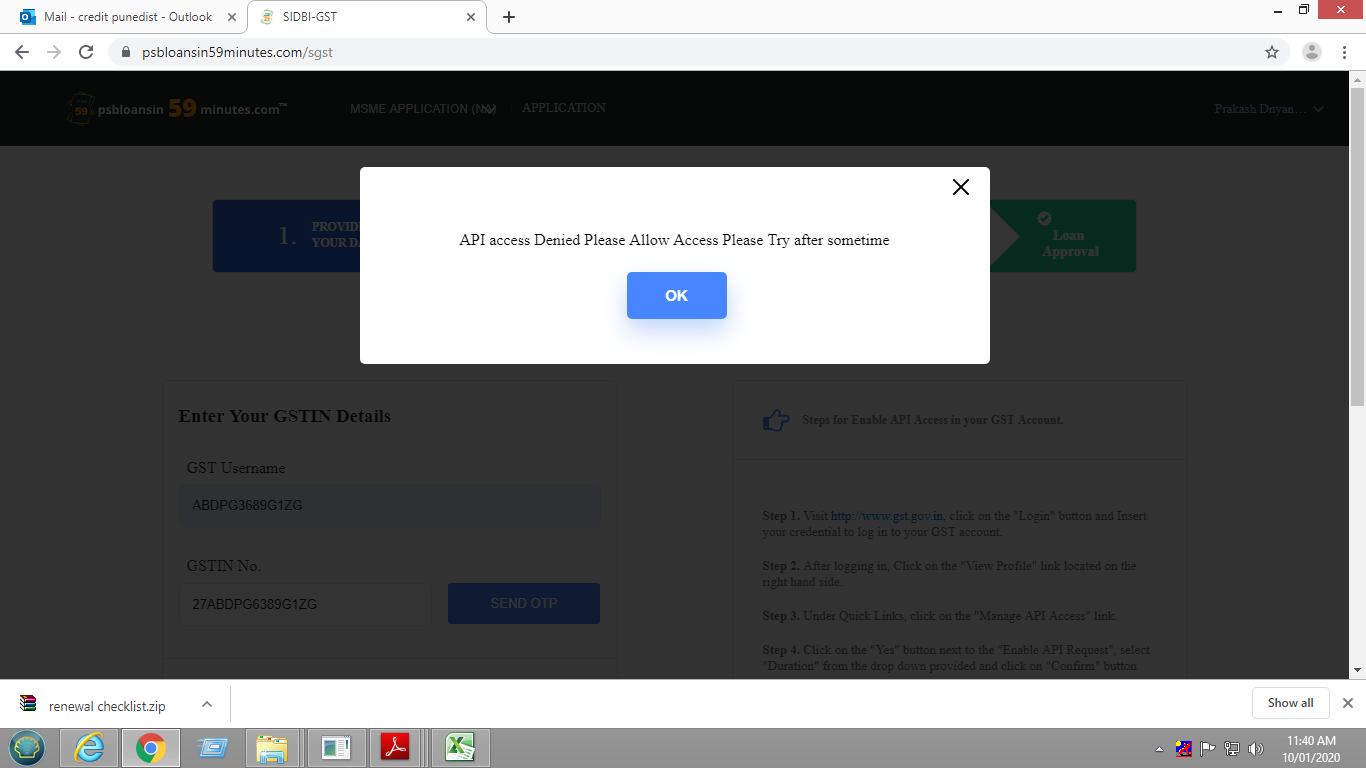 Mail - credit punedist - Outlook
SIDBI-GST
psbloansin59minutes.com/sgst
psbloansin 59 minutes.com™
MSME APPLICATION
APPLICATION
Prakash Dnyan...
API access Denied Please Allow Access Please Try after sometime
OK
1.
YOUR
Loan
Approval
Enter Your GSTIN Details
GST Username
ABDPG3689G1ZG
GSTIN No.
27ABDPG6389G1ZG
SEND OTP
Steps for Enable API Access in your GST Account.
Step 1. Visit http://www.gst.gov.in, click on the "Login" button and Insert
your credential to log in to your GST account.
Step 2. After logging in, Click on the "View Profile" link located on the
right hand side.
Step 3. Under Quick Links, click on the "Manage API Access" link.
Step 4. Click on the "Yes" button next to the "Enable API Request", select
"Duration" from the drop down provided and click on "Confirm" button
renewal checklist.zip
Show all
11:40 AM
10/01/2020